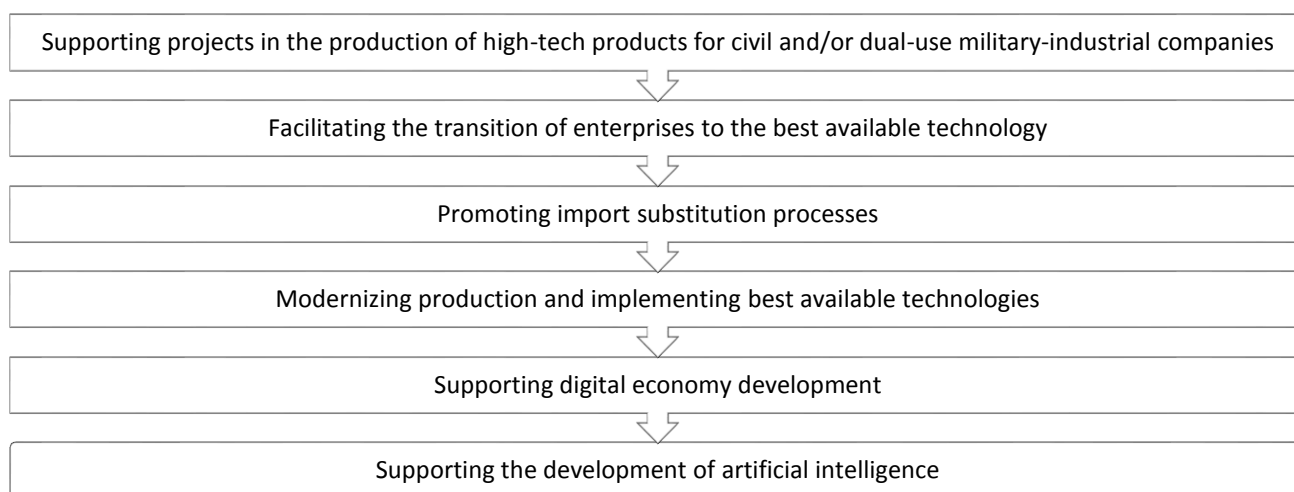 Supporting projects in the production of high-tech products for civil and/or dual-use military-industrial companies
Facilitating the transition of enterprises to the best available technology
Promoting import substitution processes
Modernizing production and implementing best available technologies
Supporting digital economy development
Supporting the development of artificial intelligence